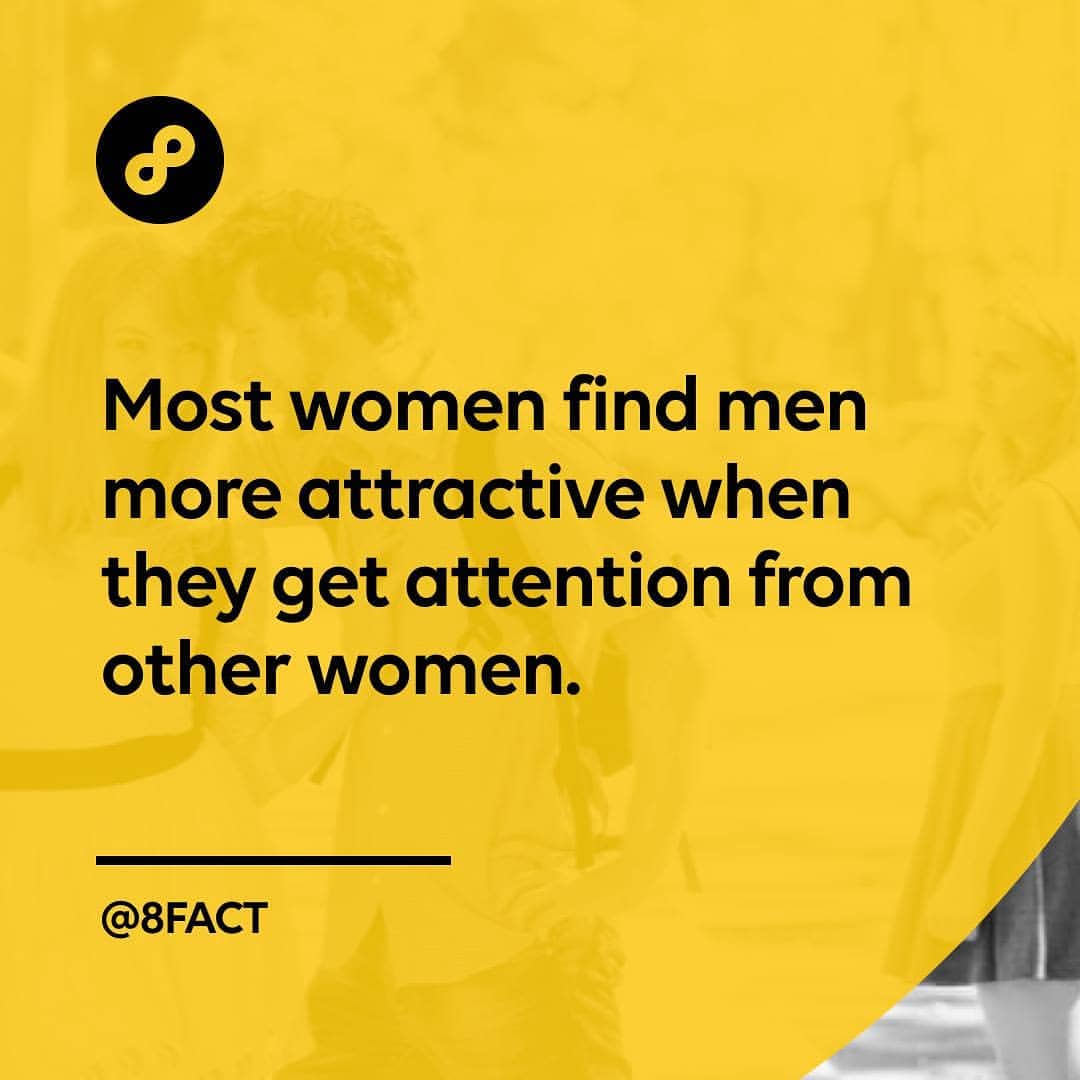 Most women find men
more attractive when
they get attention from
other women.
@8FACT